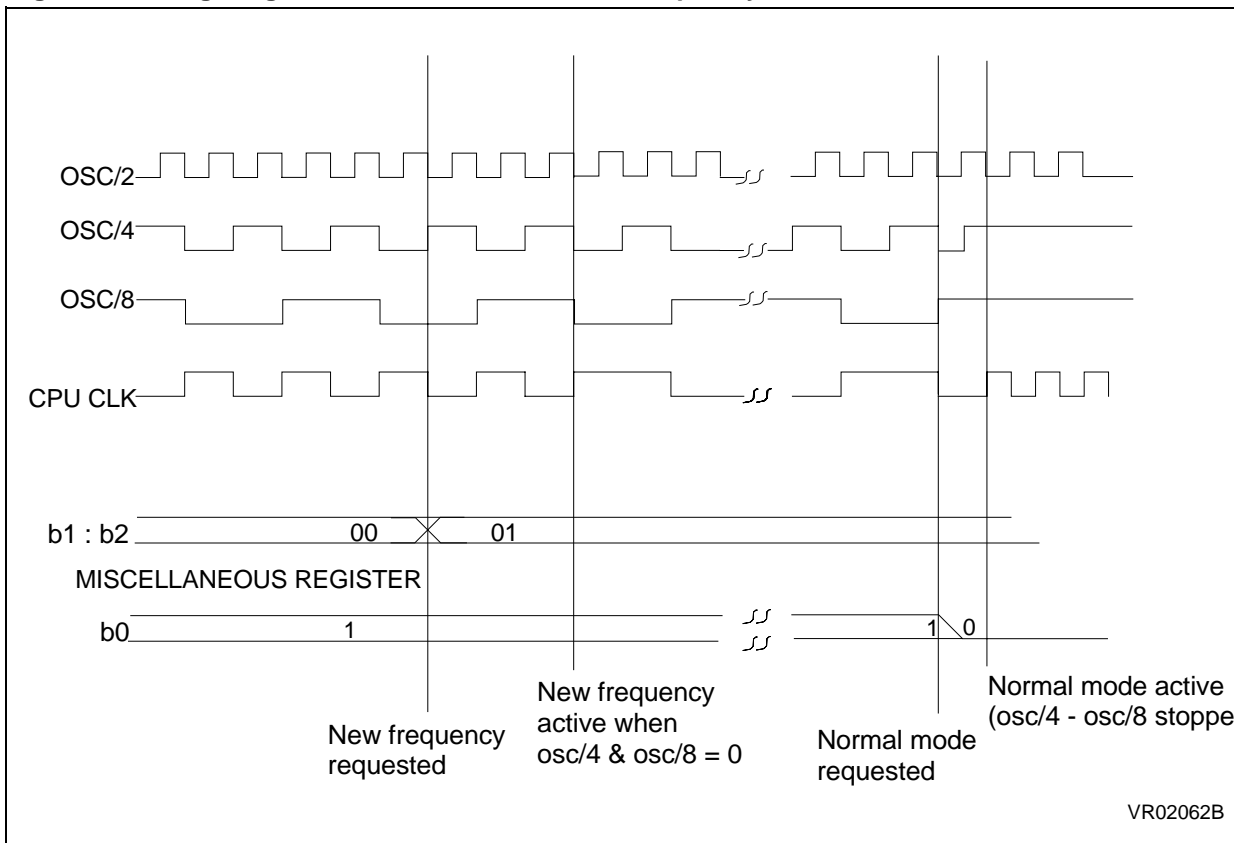 OSC/2
OSC/4
OSC/8
CPU CLK
b1 : b2
00
01
MISCELLANEOUS REGISTER
b0
1
1
0
New frequency
requested
New frequency
active when
osc/4 & osc/8 = 0
Normal mode
requested
Normal mode active
(osc/4 - osc/8 stoppe
VR02062B